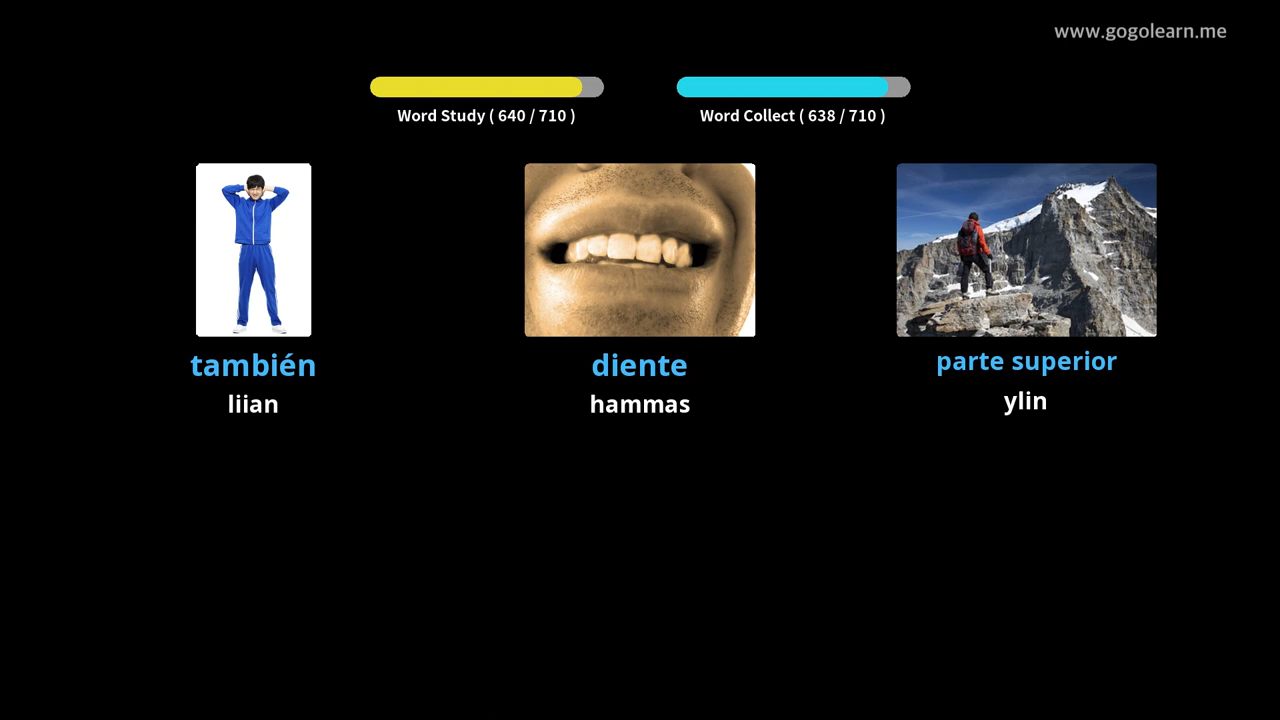 www.gogolearn.me
Word Study ( 640 / 710 )
Word Collect ( 638 / 710 )
también
diente
parte superior
liian
hammas
ylin